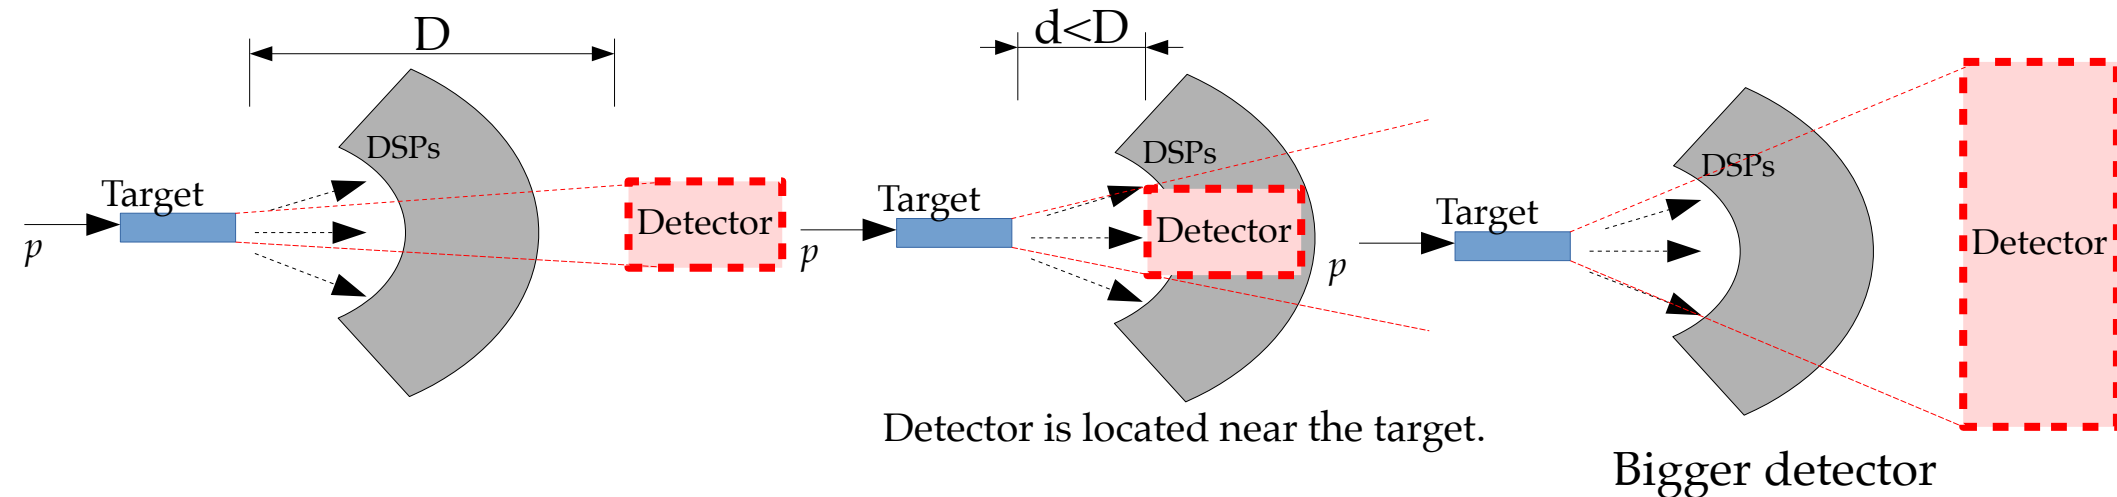 D
DSPs
Target
Detector
p
d<D
DSPs
Target
Detector
p
Detector is located near the target.
DSPs
Target
Detector
p
Bigger detector